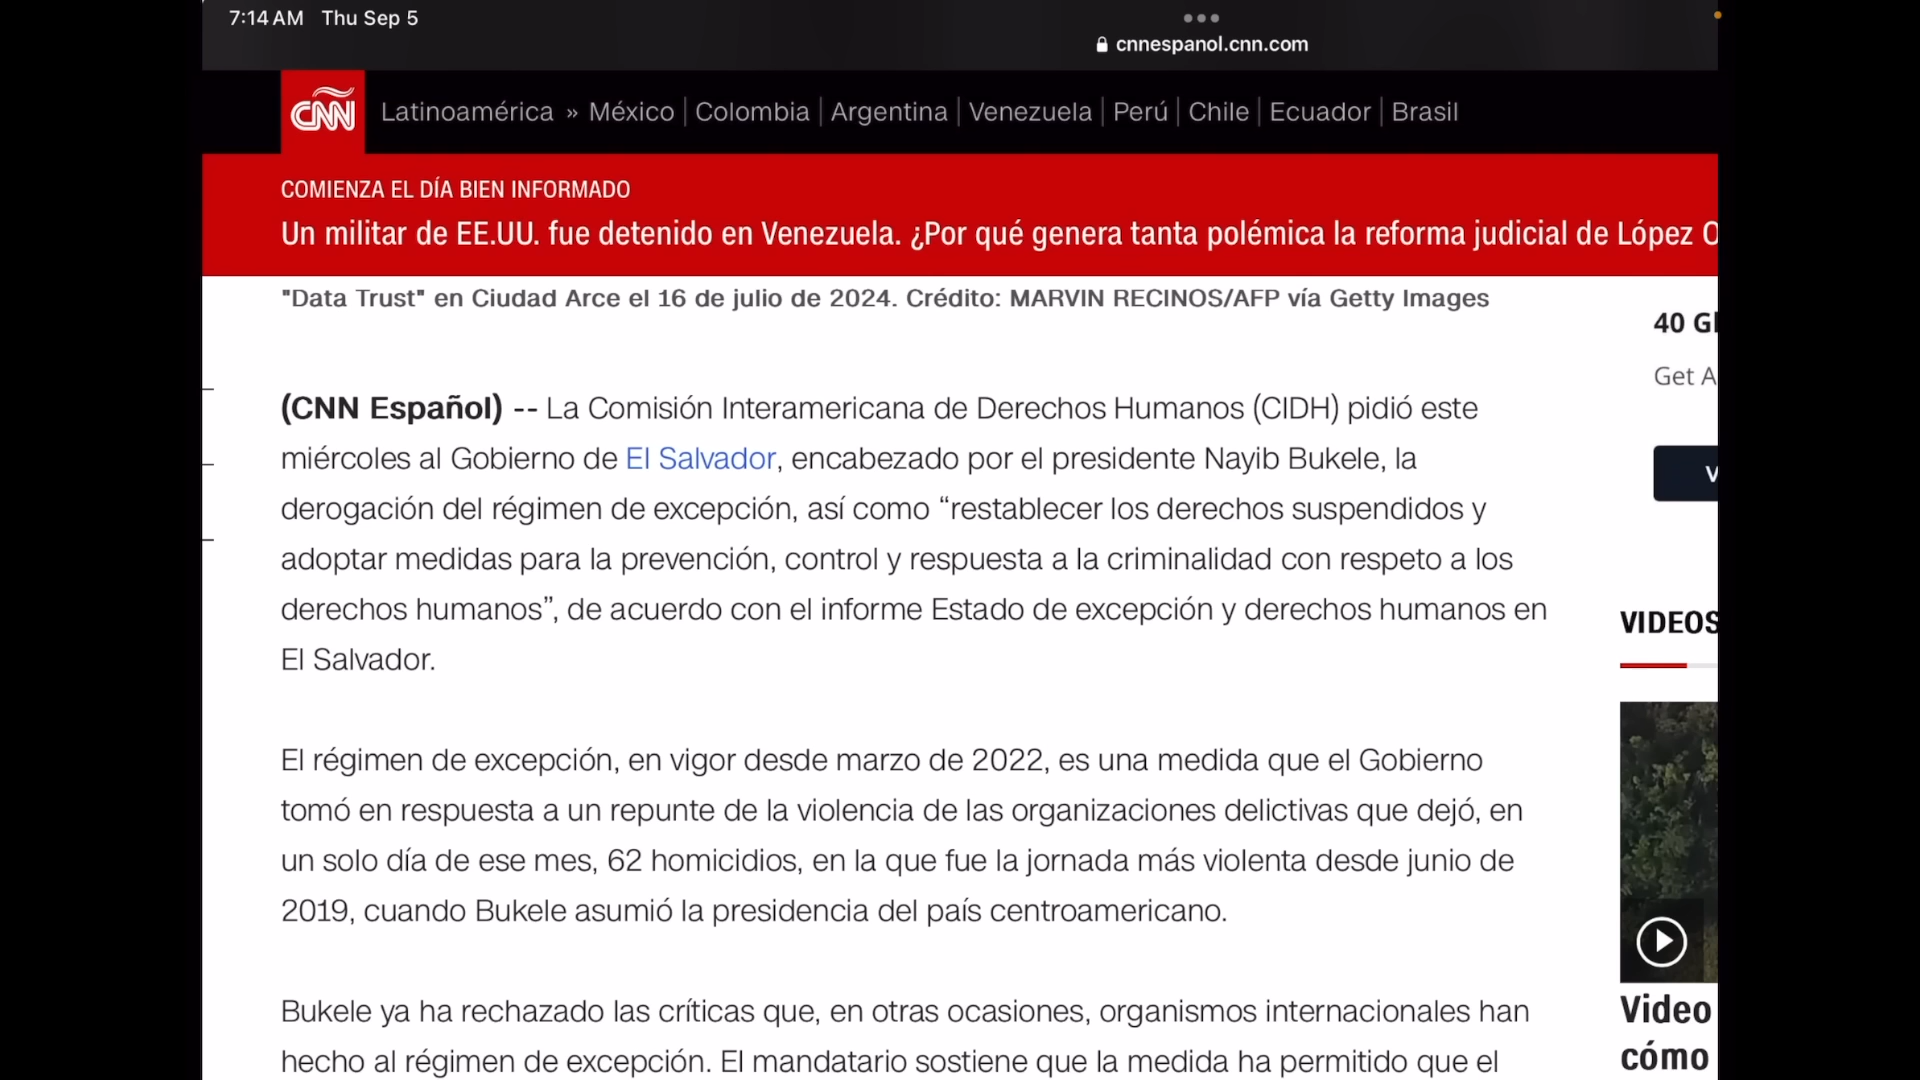 7:14 AM Thu Sep 5
cnnespanol.cnn.com
CNN Latinoamérica » México | Colombia | Argentina | Venezuela | Perú | Chile | Ecuador | Brasil
COMIENZA EL DÍA BIEN INFORMADO
Un militar de EE.UU. fue detenido en Venezuela. ¿Por qué genera tanta polémica la reforma judicial de López
"Data Trust" en Ciudad Arce el 16 de julio de 2024. Crédito: MARVIN RECINOS/AFP vía Getty Images
(CNN Español) -- La Comisión Interamericana de Derechos Humanos (CIDH) pidió este
miércoles al Gobierno de El Salvador, encabezado por el presidente Nayib Bukele, la
derogación del régimen de excepción, así como “restablecer los derechos suspendidos y
adoptar medidas para la prevención, control y respuesta a la criminalidad con respeto a los
derechos humanos”, de acuerdo con el informe Estado de excepción y derechos humanos en
El Salvador.
El régimen de excepción, en vigor desde marzo de 2022, es una medida que el Gobierno
tomó en respuesta a un repunte de la violencia de las organizaciones delictivas que dejó, en
un solo día de ese mes, 62 homicidios, en la que fue la jornada más violenta desde junio de
2019, cuando Bukele asumió la presidencia del país centroamericano.
Bukele ya ha rechazado las críticas que, en otras ocasiones, organismos internacionales han
hecho al régimen de excepción. El mandatario sostiene que la medida ha permitido que el
40
Get
VIDEOS
Video
cómo